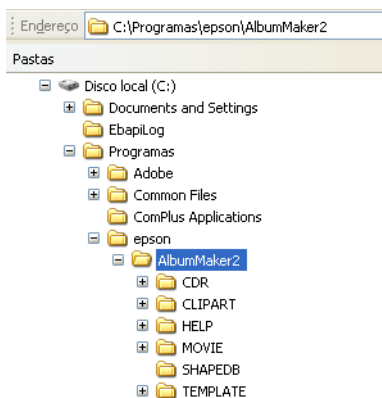 Endereço C:\Programas\epson\AlbumMaker2
Pastas
Disco local (C:)
Documents and Settings
EbapiLog
Programas
Adobe
Common Files
ComPlus Applications
epson
AlbumMaker2
CDR
CLIPART
HELP
MOVIE
SHAPEDB
TEMPLATE